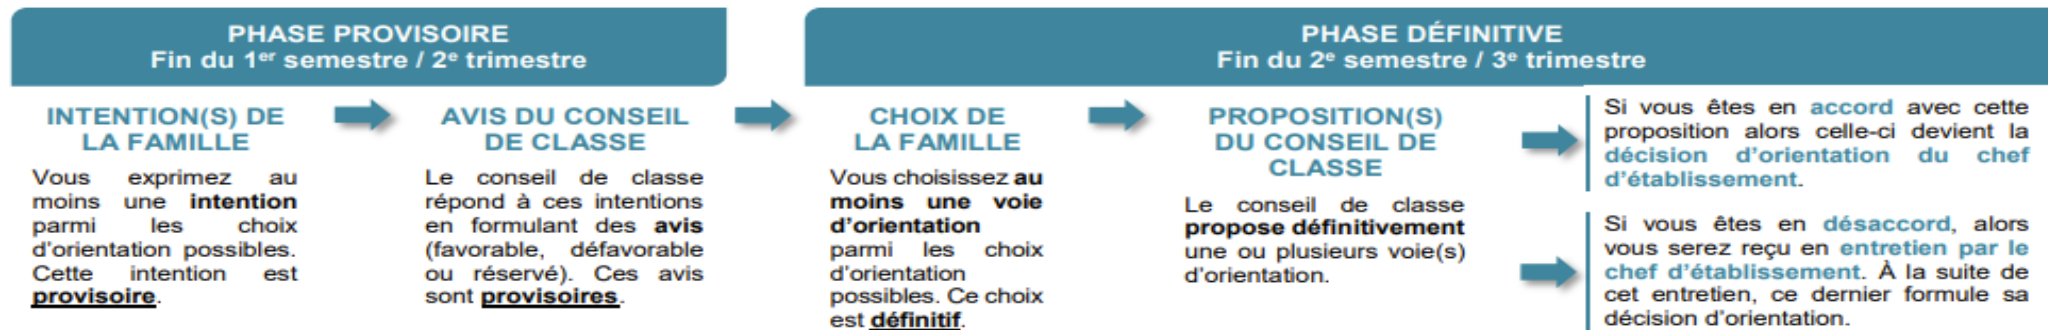 PHASE PROVISOIRE
Fin du 1er semestre / 2e trimestre
INTENTION(S) DE
LA FAMILLE
Vous exprimez au
moins une intention
parmi les choix
d'orientation possibles.
Cette intention est
provisoire.
AVIS DU CONSEIL
DE CLASSE
Le conseil de classe
répond à ces intentions
en formulant des avis
(favorable, défavorable
ou réservé). Ces avis
sont provisoires.
PHASE DÉFINITIVE
Fin du 2e semestre / 3e trimestre
CHOIX DE
LA FAMILLE
Vous choisissez au
moins une voie
d'orientation
parmi les choix
d'orientation
possibles. Ce choix
est définitif.
PROPOSITION(S)
DU CONSEIL DE
CLASSE
Le conseil de classe
propose définitivement
une ou plusieurs voie(s)
d'orientation.
Si vous êtes en accord avec cette
proposition alors celle-ci devient la
décision d'orientation du chef
d'établissement.
Si vous êtes en désaccord, alors
vous serez reçu en entretien par le
chef d'établissement. À la suite de
cet entretien, ce dernier formule sa
décision d'orientation.